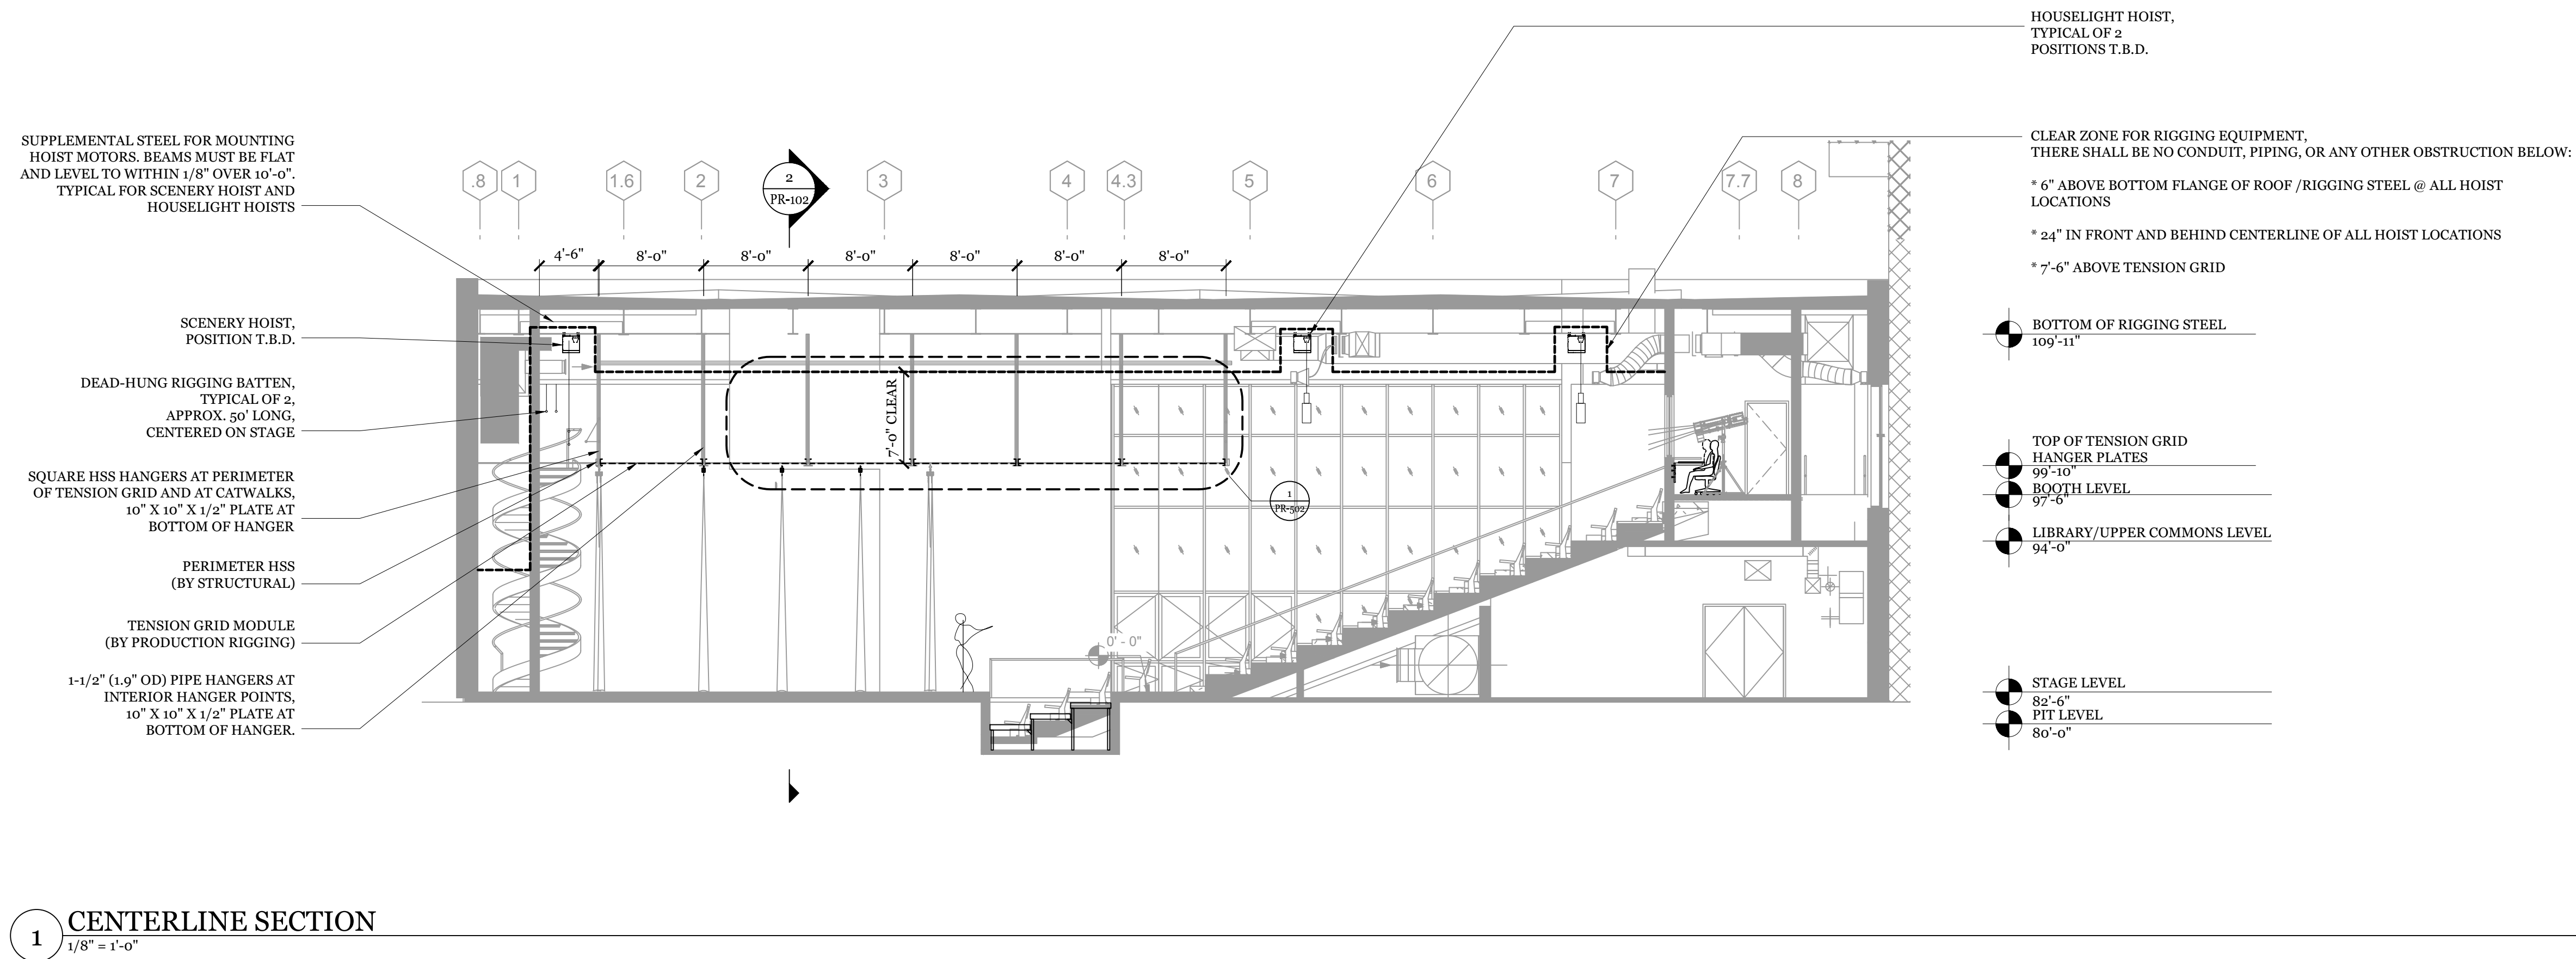 HOUSELIGHT HOIST,
TYPICAL OF 2
POSITIONS T.B.D.
SUPPLEMENTAL STEEL FOR MOUNTING
HOIST MOTORS. BEAMS MUST BE FLAT
AND LEVEL TO WITHIN 1/8" OVER 10'-0".
TYPICAL FOR SCENERY HOIST AND
HOUSELIGHT HOISTS
CLEAR ZONE FOR RIGGING EQUIPMENT,
THERE SHALL BE NO CONDUIT, PIPING, OR ANY OTHER OBSTRUCTION BELOW:
* 6" ABOVE BOTTOM FLANGE OF ROOF /RIGGING STEEL @ ALL HOIST
LOCATIONS
* 24" IN FRONT AND BEHIND CENTERLINE OF ALL HOIST LOCATIONS
* 7'-6" ABOVE TENSION GRID
.8 1 1.6 2 3 4 4.3 5 6 7 7.7 8
2
PR-102
4'-6" 8'-0" 8'-0" 8'-0" 8'-0" 8'-0" 8'-0"
SCENERY HOIST,
POSITION T.B.D.
DEAD-HUNG RIGGING BATTEN,
TYPICAL OF 2,
APPROX. 50' LONG,
CENTERED ON STAGE
SQUARE HSS HANGERS AT PERIMETER
OF TENSION GRID AND AT CATWALKS,
10" X 10" X 1/2" PLATE AT
BOTTOM OF HANGER
PERIMETER HSS
(BY STRUCTURAL)
TENSION GRID MODULE
(BY PRODUCTION RIGGING)
1-1/2" (1.9" OD) PIPE HANGERS AT
INTERIOR HANGER POINTS,
10" X 10" X 1/2" PLATE AT
BOTTOM OF HANGER.
7'-0" CLEAR
1
PR-502
0' - 0"
BOTTOM OF RIGGING STEEL
109'-11"
TOP OF TENSION GRID
HANGER PLATES
99'-10"
BOOTH LEVEL
97'-6"
LIBRARY/UPPER COMMONS LEVEL
94'-0"
STAGE LEVEL
82'-6"
PIT LEVEL
80'-0"
1
CENTERLINE SECTION
1/8" = 1'-0"